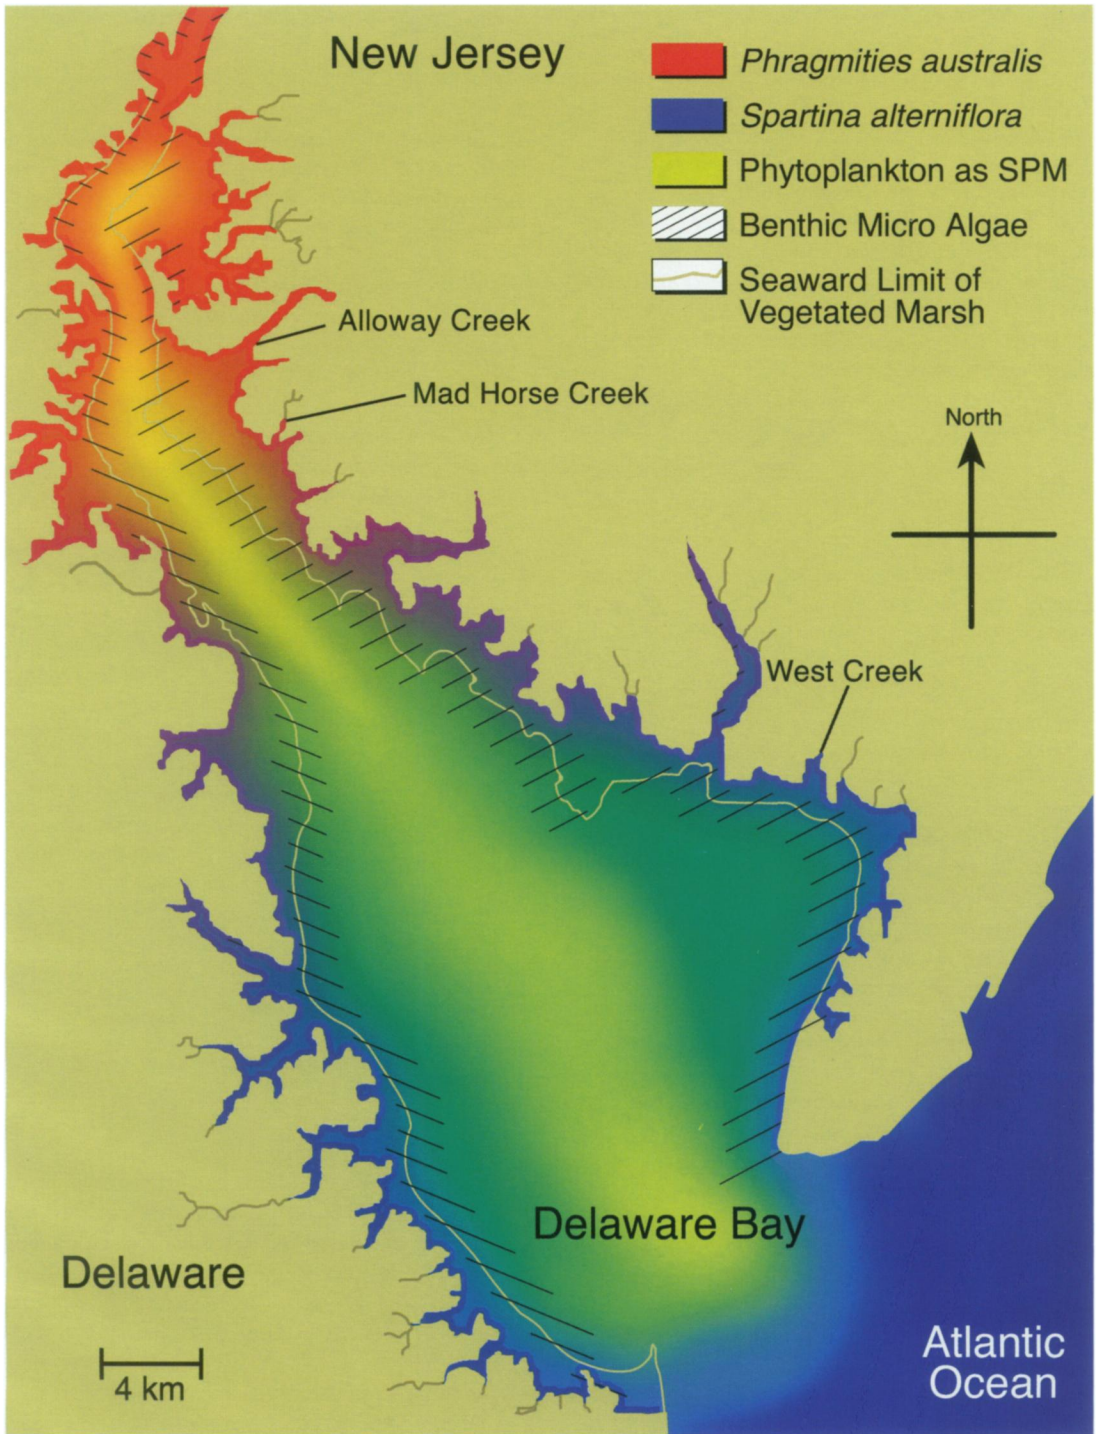 New Jersey
Phragmities australis
Spartina alterniflora
Phytoplankton as SPM
Benthic Micro Algae
Seaward Limit of
Vegetated Marsh
Alloway Creek
Mad Horse Creek
North
West Creek
Delaware Bay
Delaware
4 km
Atlantic
Ocean